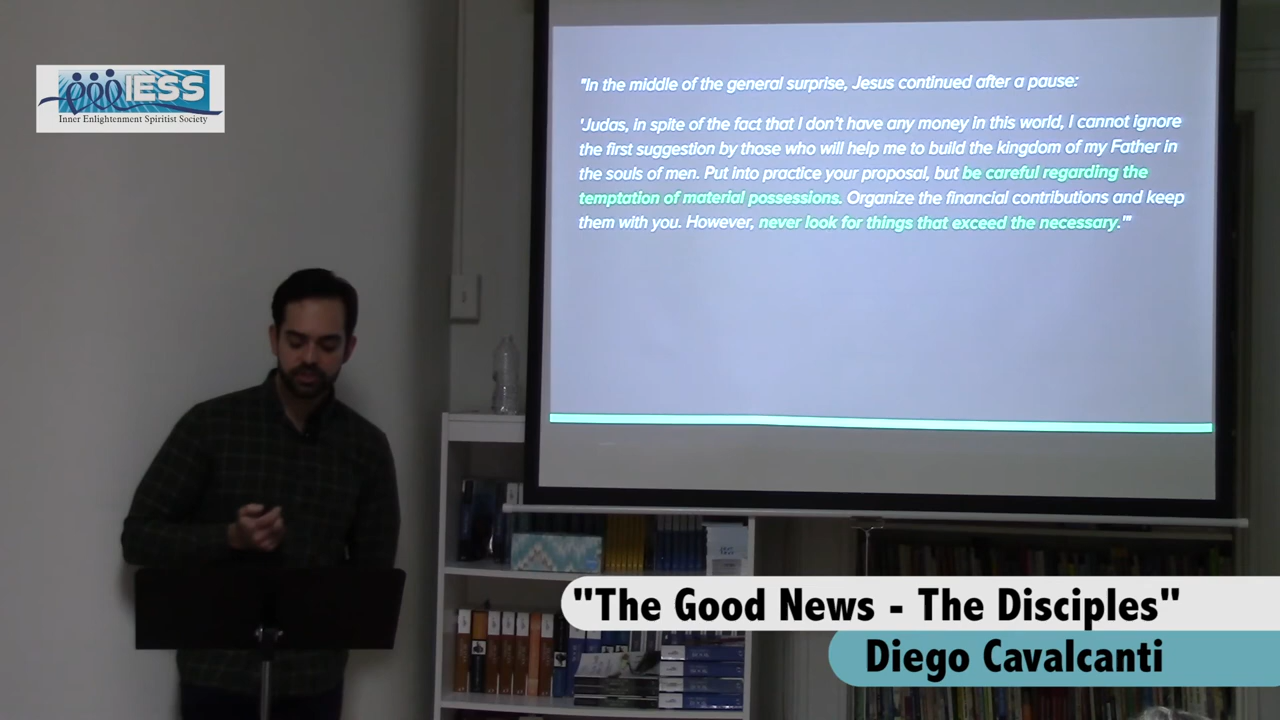 IESS
Inner Enlightenment Spiritist Society
"In the middle of the general surprise, Jesus continued after a pause:
'Judas, in spite of the fact that I don't have any money in this world, I cannot ignore
the first suggestion by those who will help me to build the kingdom of my Father in
the souls of men. Put into practice your proposal, but be careful regarding the
temptation of material possessions. Organize the financial contributions and keep
them with you. However, never look for things that exceed the necessary.'"
"The Good News - The Disciples"
Diego Cavalcanti